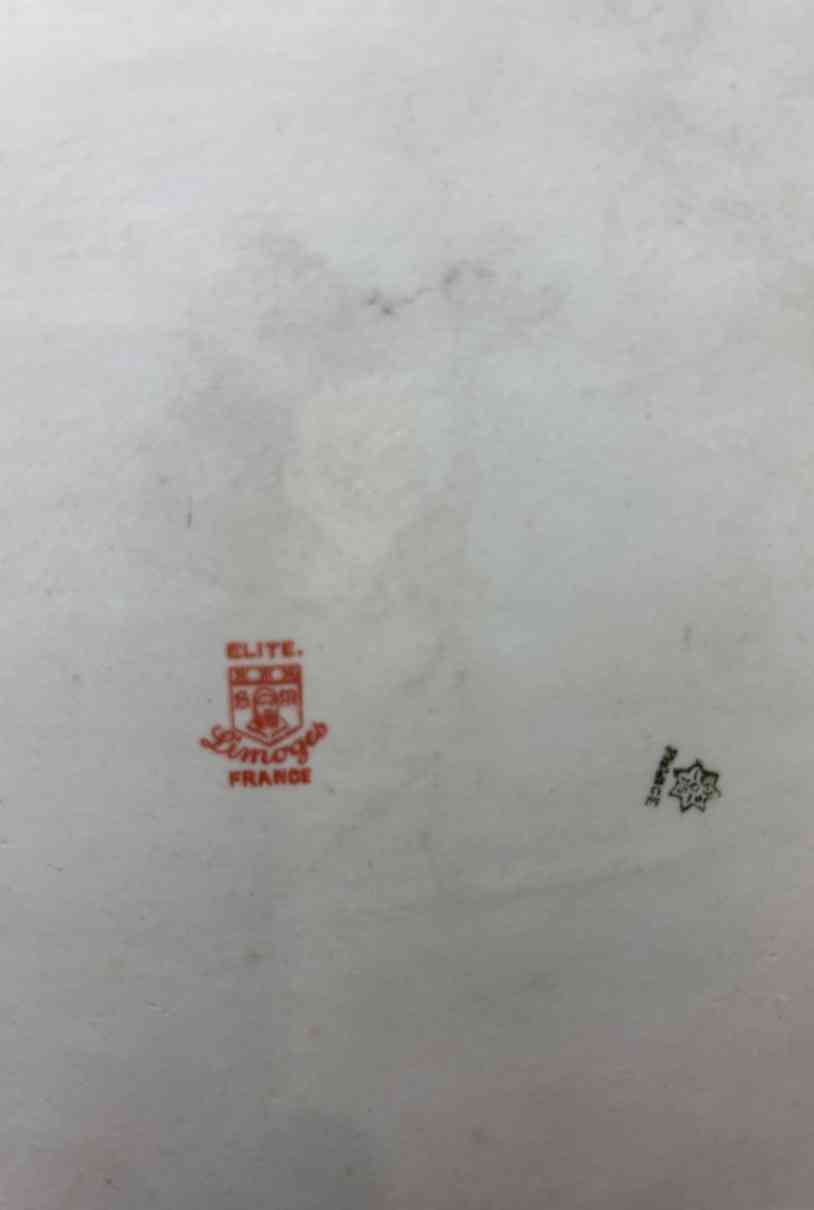 ELITE.
B M
Limoges
FRANCE
FRANCE